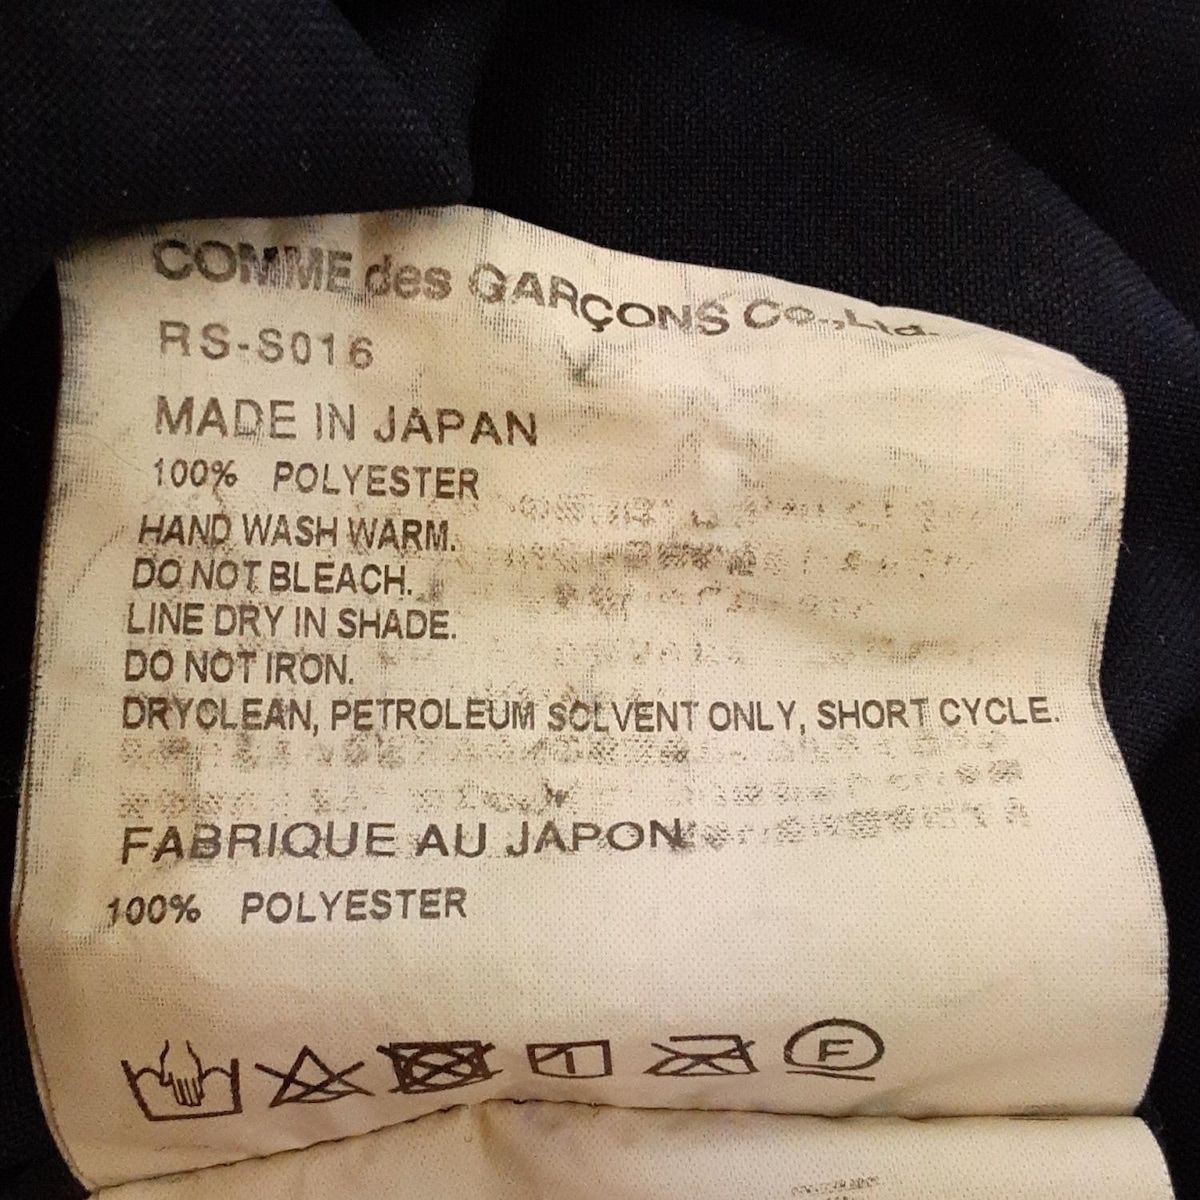 COMME des GARÇONS Co.,Ltd.
RS-S016
MADE IN JAPAN
100% POLYESTER
HAND WASH WARM.
DO NOT BLEACH.
LINE DRY IN SHADE.
DO NOT IRON.
DRYCLEAN, PETROLEUM SOLVENT ONLY, SHORT CYCLE.
FABRIQUE AU JAPON
100% POLYESTER
F